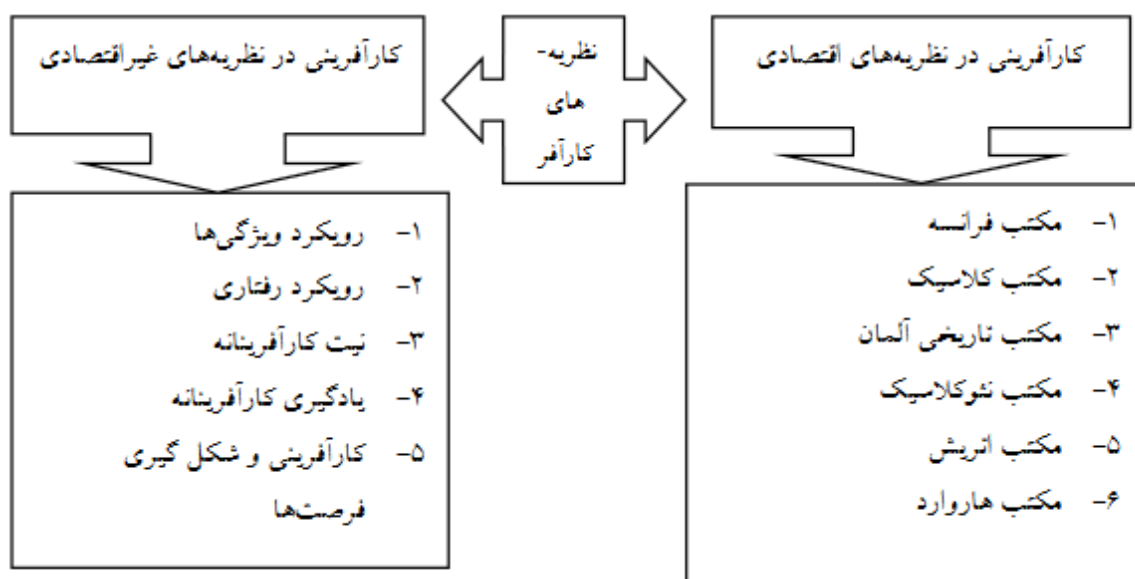 کارآفرینی در نظریه‌های اقتصادی
نظریه-
های
کارآفر
کارآفرینی در نظریه‌های غیراقتصادی
۱- مکتب فرانسه
۲- مکتب کلاسیک
۳- مکتب تاریخی آلمان
۴- مکتب نئوکلاسیک
۵- مکتب اتریش
۶- مکتب هاروارد
۱- رویکرد ویژگی‌ها
۲- رویکرد رفتاری
۳- نیت کارآفرینانه
۴- یادگیری کارآفرینانه
۵- کارآفرینی و شکل گیری
فرصت‌ها